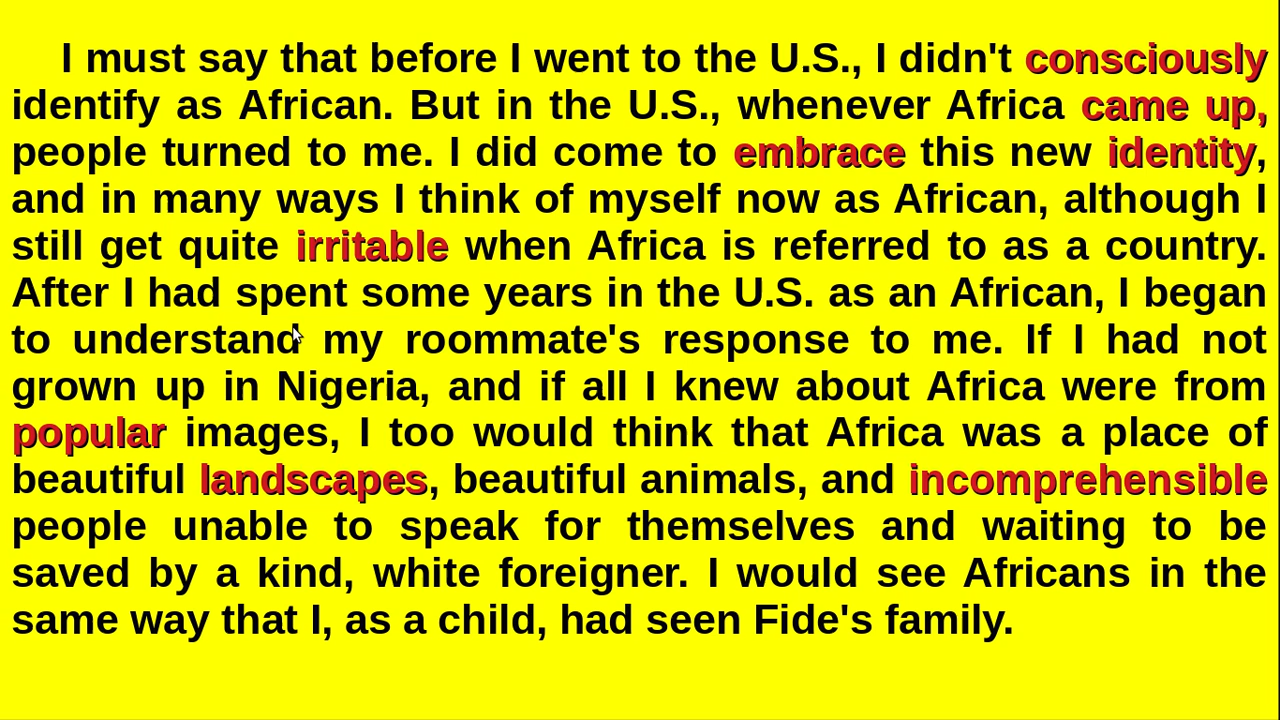 I must say that before I went to the U.S., I didn't consciously
identify as African. But in the U.S., whenever Africa came up,
people turned to me. I did come to embrace this new identity,
and in many ways I think of myself now as African, although I
still get quite irritable when Africa is referred to as a country.
After I had spent some years in the U.S. as an African, I began
to understand my roommate's response to me. If I had not
grown up in Nigeria, and if all I knew about Africa were from
popular images, I too would think that Africa was a place of
beautiful landscapes, beautiful animals, and incomprehensible
people unable to speak for themselves and waiting to be
saved by a kind, white foreigner. I would see Africans in the
same way that I, as a child, had seen Fide's family.